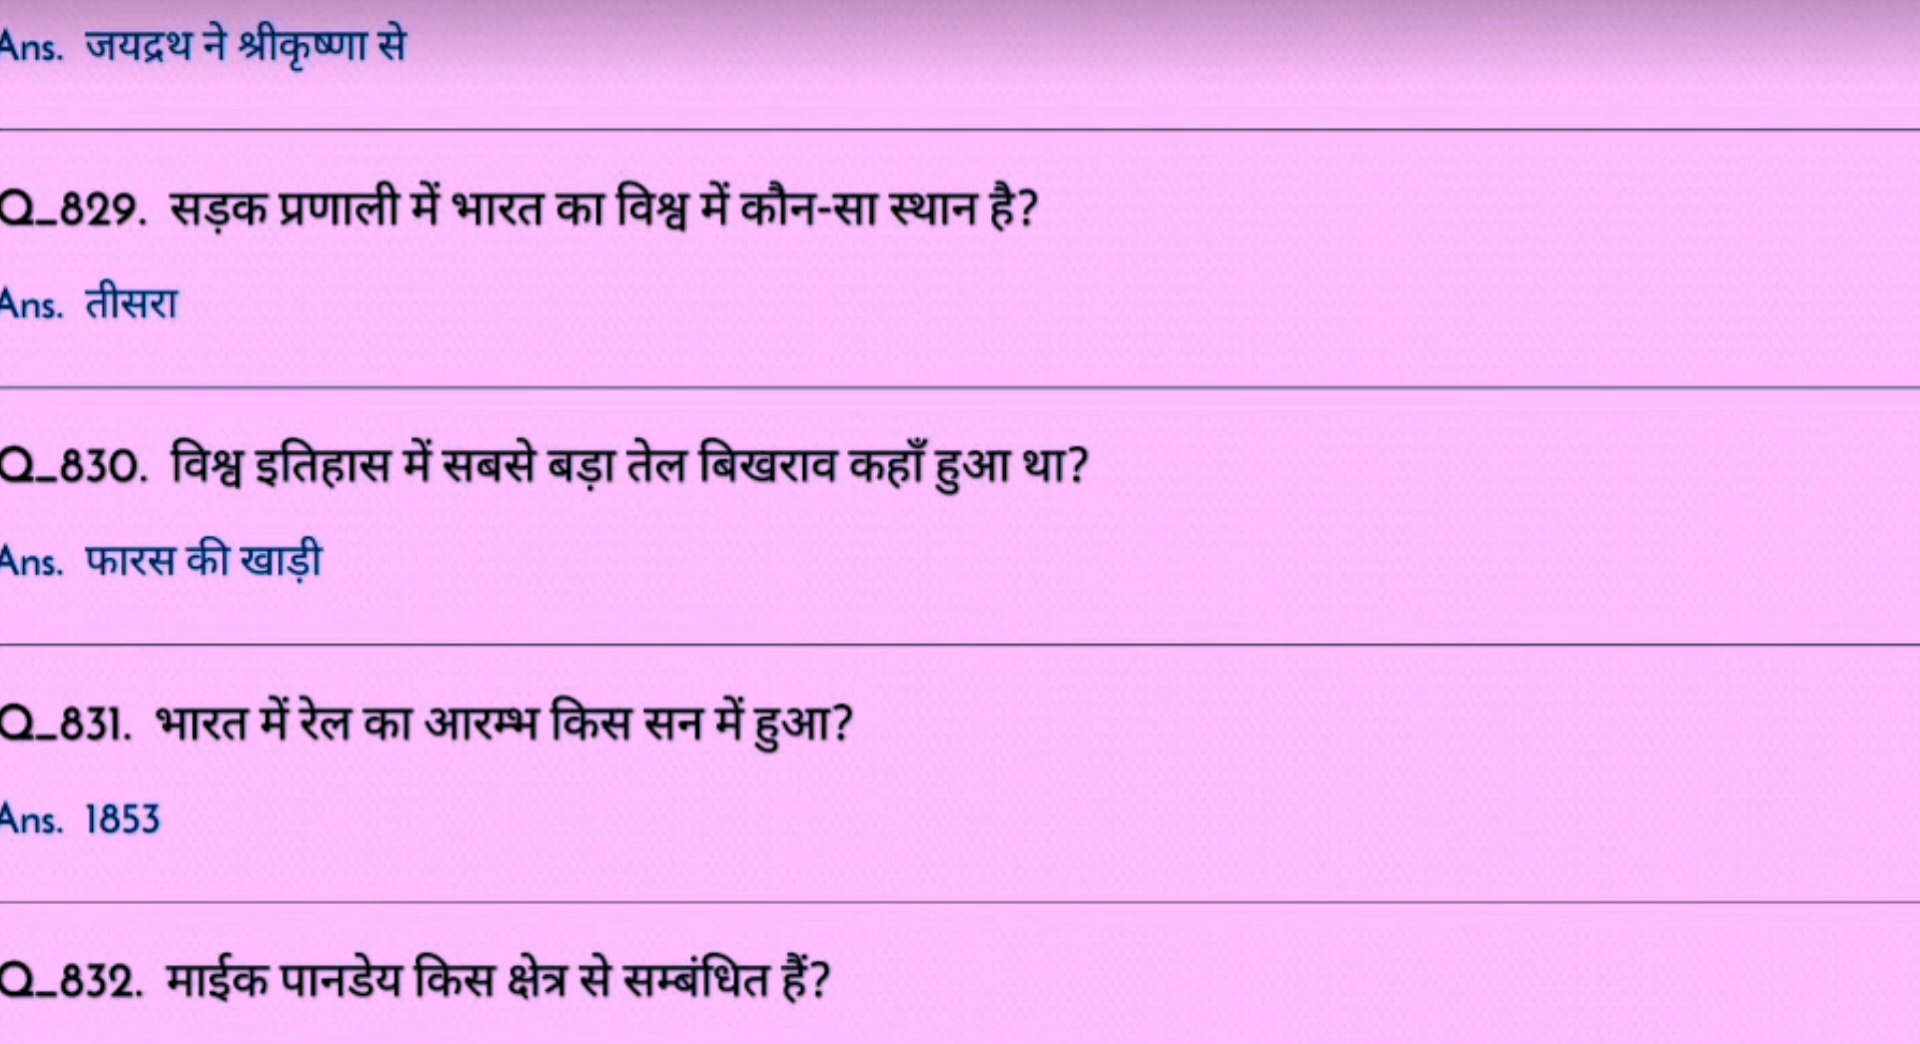 Ans. जयद्रथ ने श्रीकृष्णा से
Q_829. सड़क प्रणाली में भारत का विश्व में कौन-सा स्थान है?
Ans. तीसरा
Q_830. विश्व इतिहास में सबसे बड़ा तेल बिखराव कहाँ हुआ था?
Ans. फारस की खाड़ी
Q_831. भारत में रेल का आरम्भ किस सन में हुआ?
Ans. 1853
Q_832. माईक पानडेय किस क्षेत्र से सम्बंधित हैं?